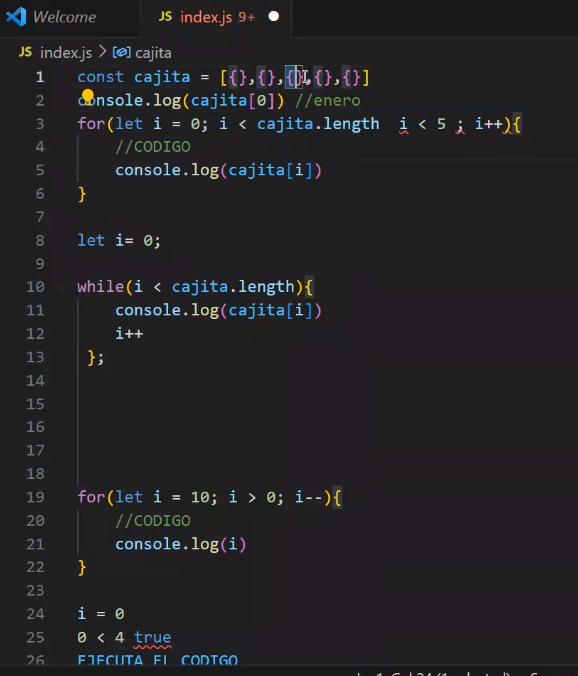 Welcome
JS index.js 9+
JS index.js > cajita
1 const cajita = [{},{},{},{},{}]
2 console.log(cajita[0]) //enero
3 for(let i = 0; i < cajita.length  i < 5 ; i++){
4 //CODIGO
5 console.log(cajita[i])
6 }
7
8 let i= 0;
9
10 while(i < cajita.length){
11 console.log(cajita[i])
12 i++
13 };
14
15
16
17
18
19 for(let i = 10; i > 0; i--){
20 //CODIGO
21 console.log(i)
22 }
23
24 i = 0
25 0 < 4 true
26 EJECUTA EL CODIGO